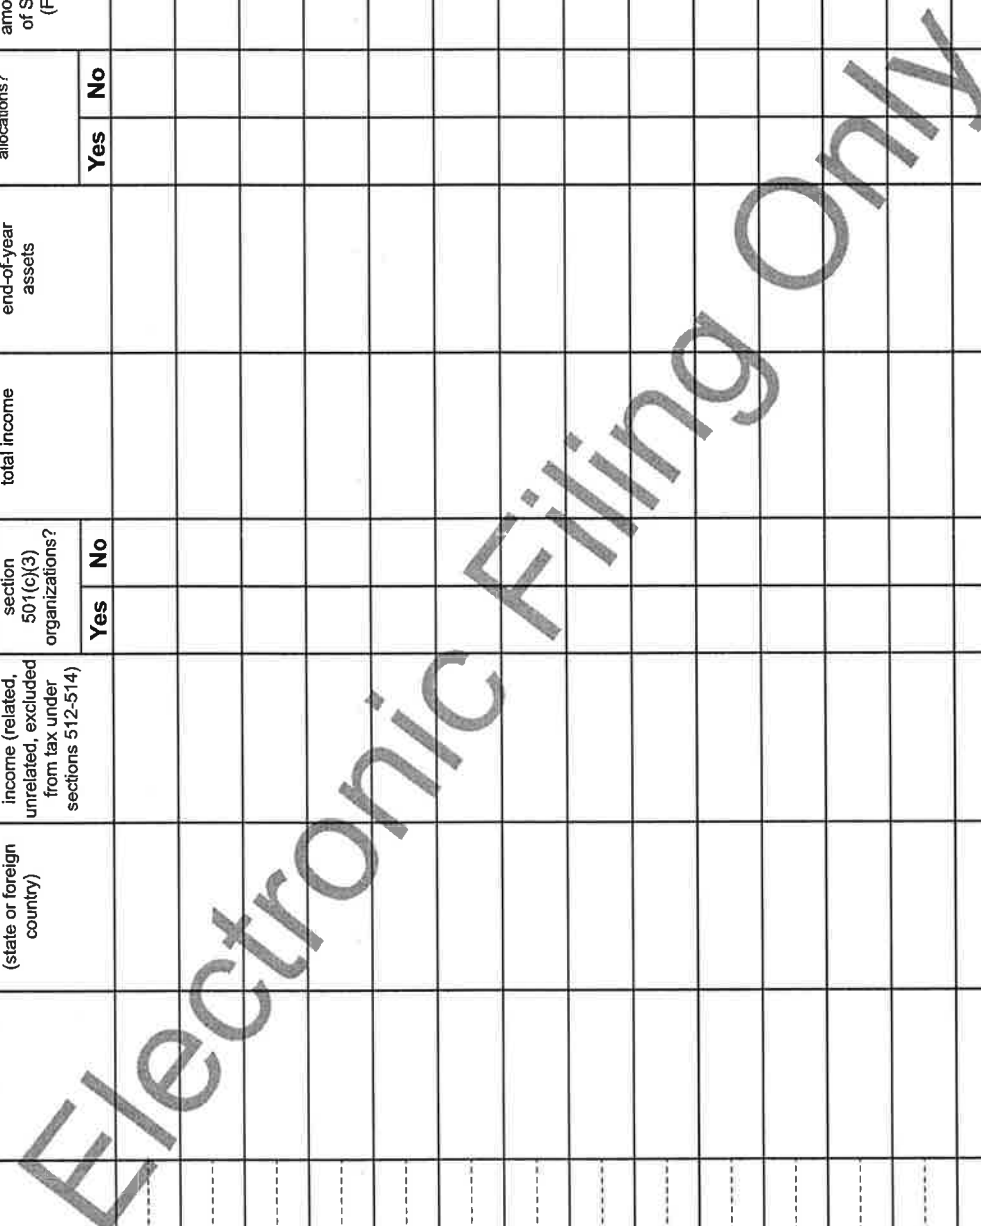 (state or foreign
country)
income (related,
unrelated, excluded
from tax under
sections 512-514)
section
501(c)(3)
organizations?
Yes No
total income
end-of-year
assets
allocations?
Yes No
of S
Electronic Filing Only